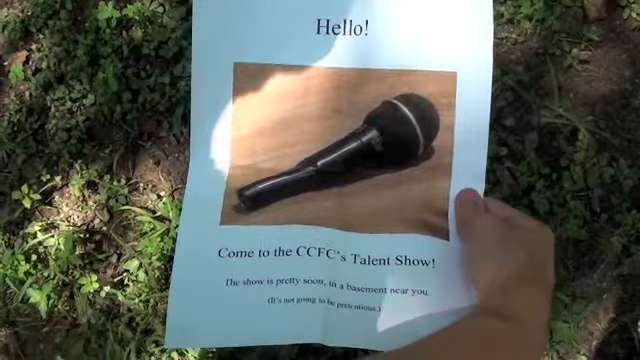 Hello!
Come to the CCFC's Talent Show!
The show is pretty soon, in a basement near you.
(It's not going to be pretentious.)